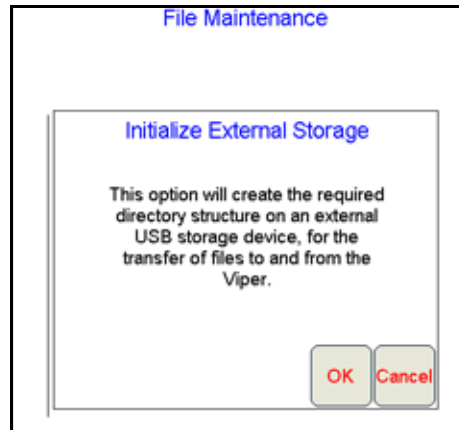 File Maintenance
Initialize External Storage
This option will create the required
directory structure on an external
USB storage device, for the
transfer of files to and from the
Viper.
OK Cancel